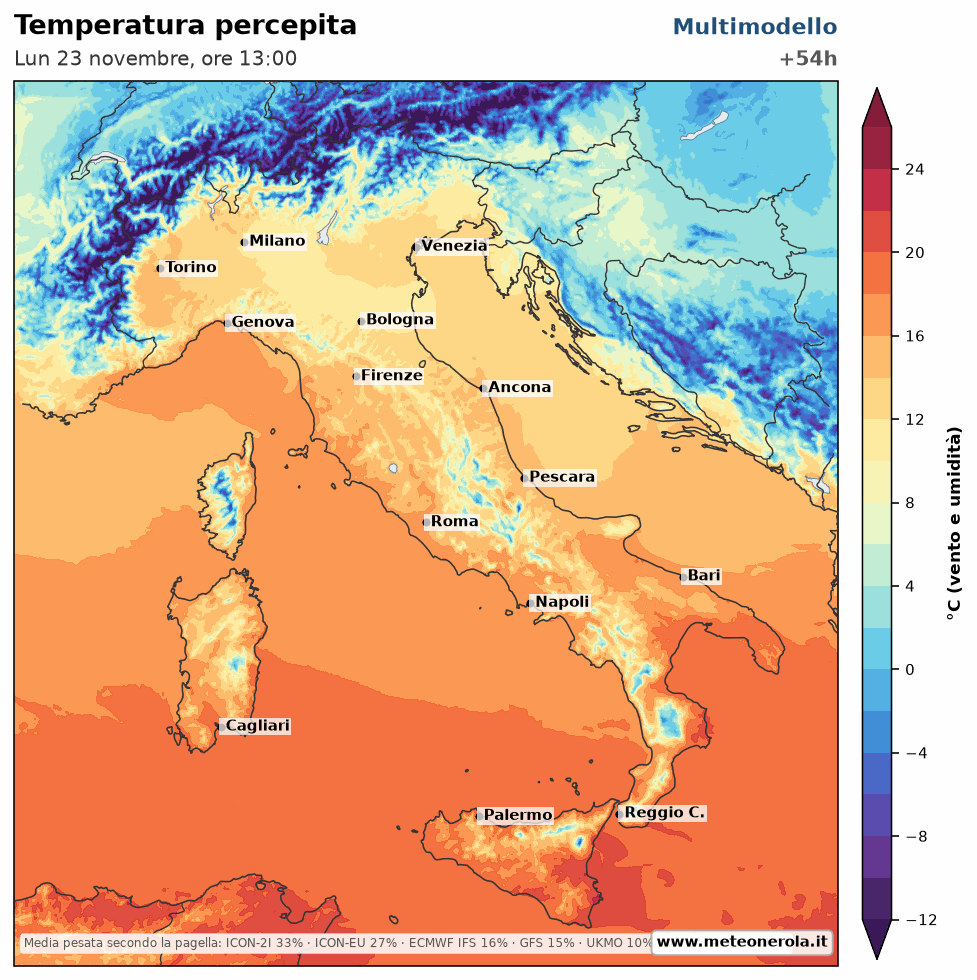 Temperatura percepita
Multimodello
Lun 23 novembre, ore 13:00
+54h
Milano
Venezia
Torino
Genova
Bologna
Firenze
Ancona
Pescara
Roma
Bari
Napoli
Cagliari
Palermo
Reggio C.
24
20
16
12
8
4
0
−4
−8
−12
°C (vento e umidità)
Media pesata secondo la pagella: ICON-2I 33% · ICON-EU 27% · ECMWF IFS 16% · GFS 15% · UKMO 10%
www.meteonerola.it